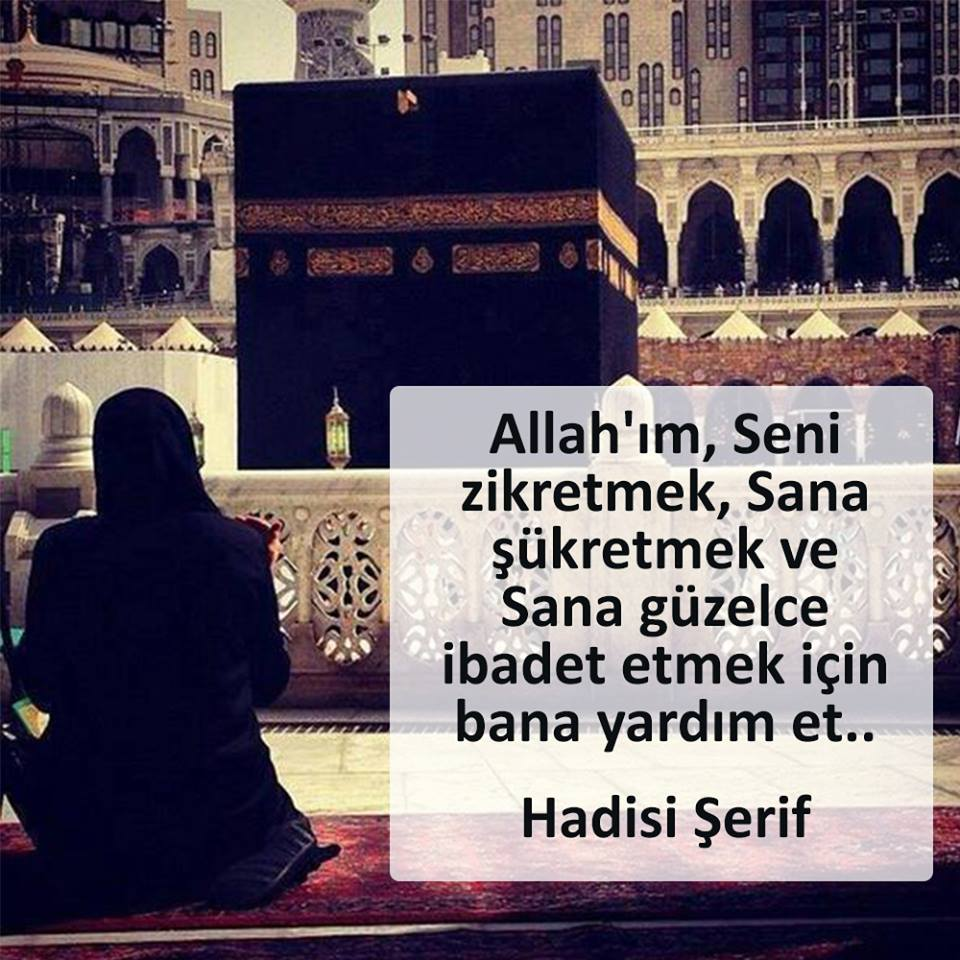 Allah'ım, Seni
zikretmek, Sana
şükretmek ve
Sana güzelce
ibadet etmek için
bana yardım et..
Hadisi Şerif